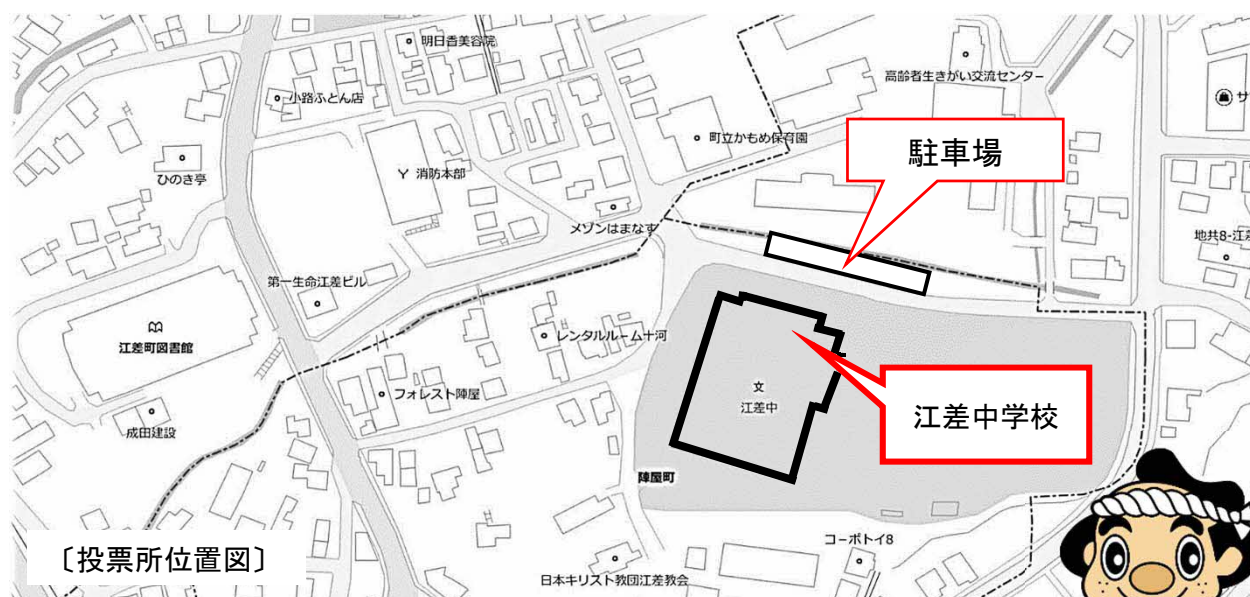 明日香美容院
高齢者生きがい交流センター
小路ふとん店
サ
町立かもめ保育園
駐車場
ひのき亭
消防本部
メゾンはまなす
地共8-江差
第一生命江差ビル
レンタルルーム十河
江差町図書館
フォレスト陣屋
文
江差中
江差中学校
成田建設
陣屋町
コーポトイ8
〔投票所位置図〕
日本キリスト教団江差教会